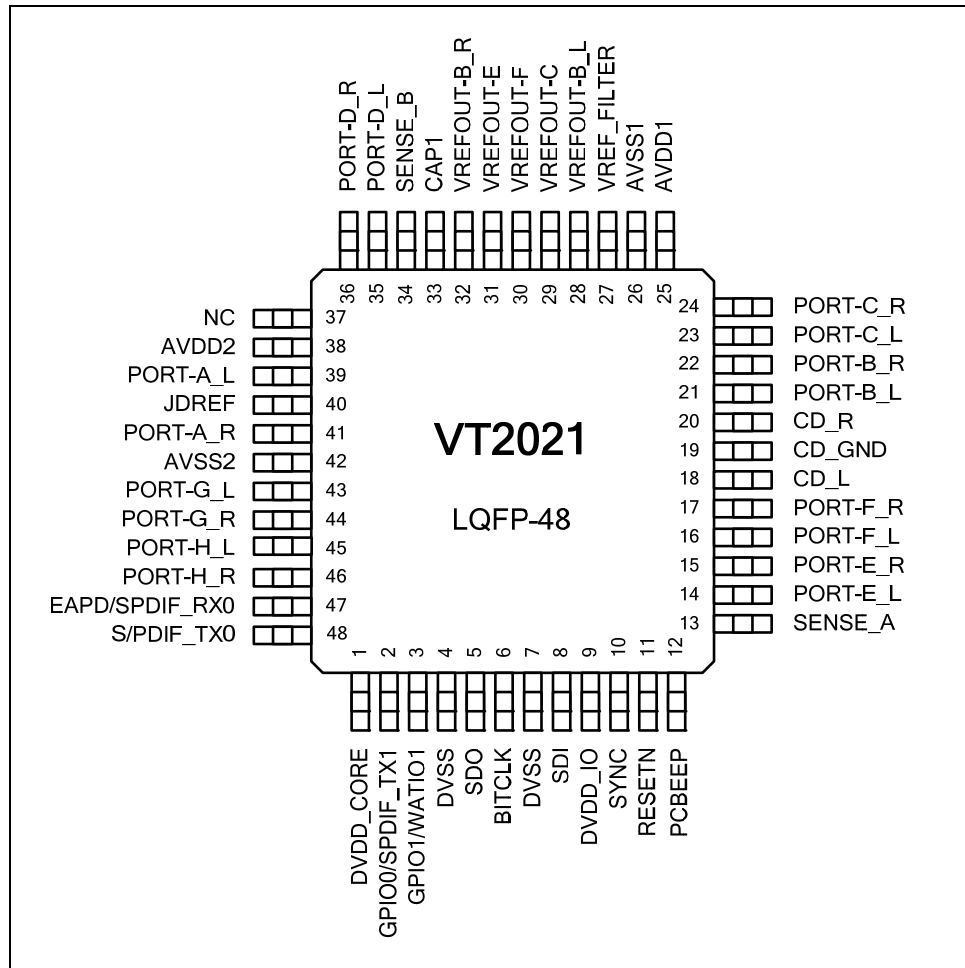 PORT-D_R
PORT-D_L
SENSE_B
CAP1
VREFOUT-B_R
VREFOUT-E
VREFOUT-F
VREFOUT-C
VREFOUT-B_L
VREF_FILTER
AVSS1
AVDD1
36
35
34
33
32
31
30
29
28
27
26
25
NC 37
AVDD2 38
PORT-A_L 39
JDREF 40
PORT-A_R 41
AVSS2 42
PORT-G_L 43
PORT-G_R 44
PORT-H_L 45
PORT-H_R 46
EAPD/SPDIF_RX0 47
S/PDIF_TX0 48
VT2021
LQFP-48
24 PORT-C_R
23 PORT-C_L
22 PORT-B_R
21 PORT-B_L
20 CD_R
19 CD_GND
18 CD_L
17 PORT-F_R
16 PORT-F_L
15 PORT-E_R
14 PORT-E_L
13 SENSE_A
1
2
3
4
5
6
7
8
9
10
11
12
DVDD_CORE
GPIO0/SPDIF_TX1
GPIO1/WATIO1
DVSS
SDO
BITCLK
DVSS
SDI
DVDD_IO
SYNC
RESETN
PCBEEP